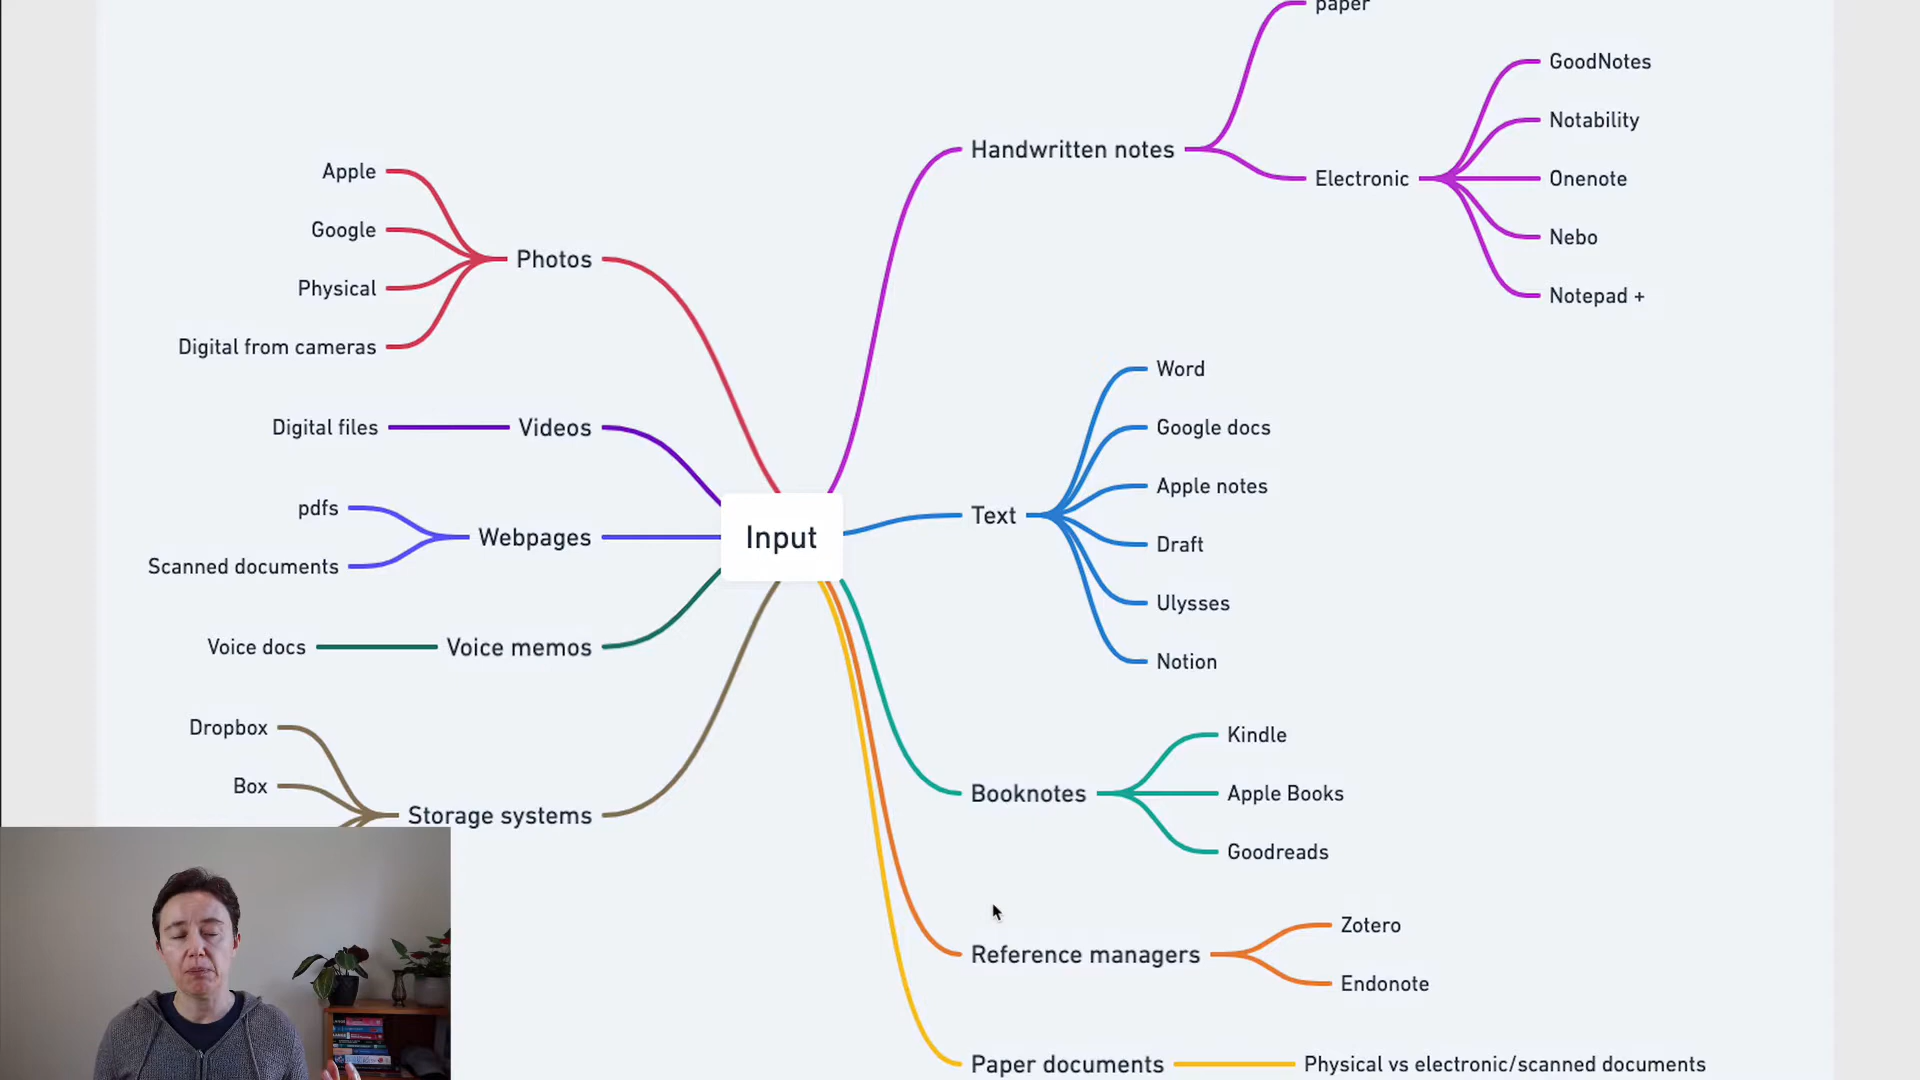 paper
GoodNotes
Notability
Handwritten notes
Electronic
Onenote
Nebo
Notepad +
Apple
Google
Photos
Physical
Digital from cameras
Word
Digital files
Videos
Google docs
Apple notes
pdfs
Webpages
Input
Text
Scanned documents
Draft
Ulysses
Voice docs
Voice memos
Notion
Dropbox
Box
Storage systems
Kindle
Booknotes
Apple Books
Goodreads
Reference managers
Zotero
Endonote
Paper documents
Physical vs electronic/scanned documents